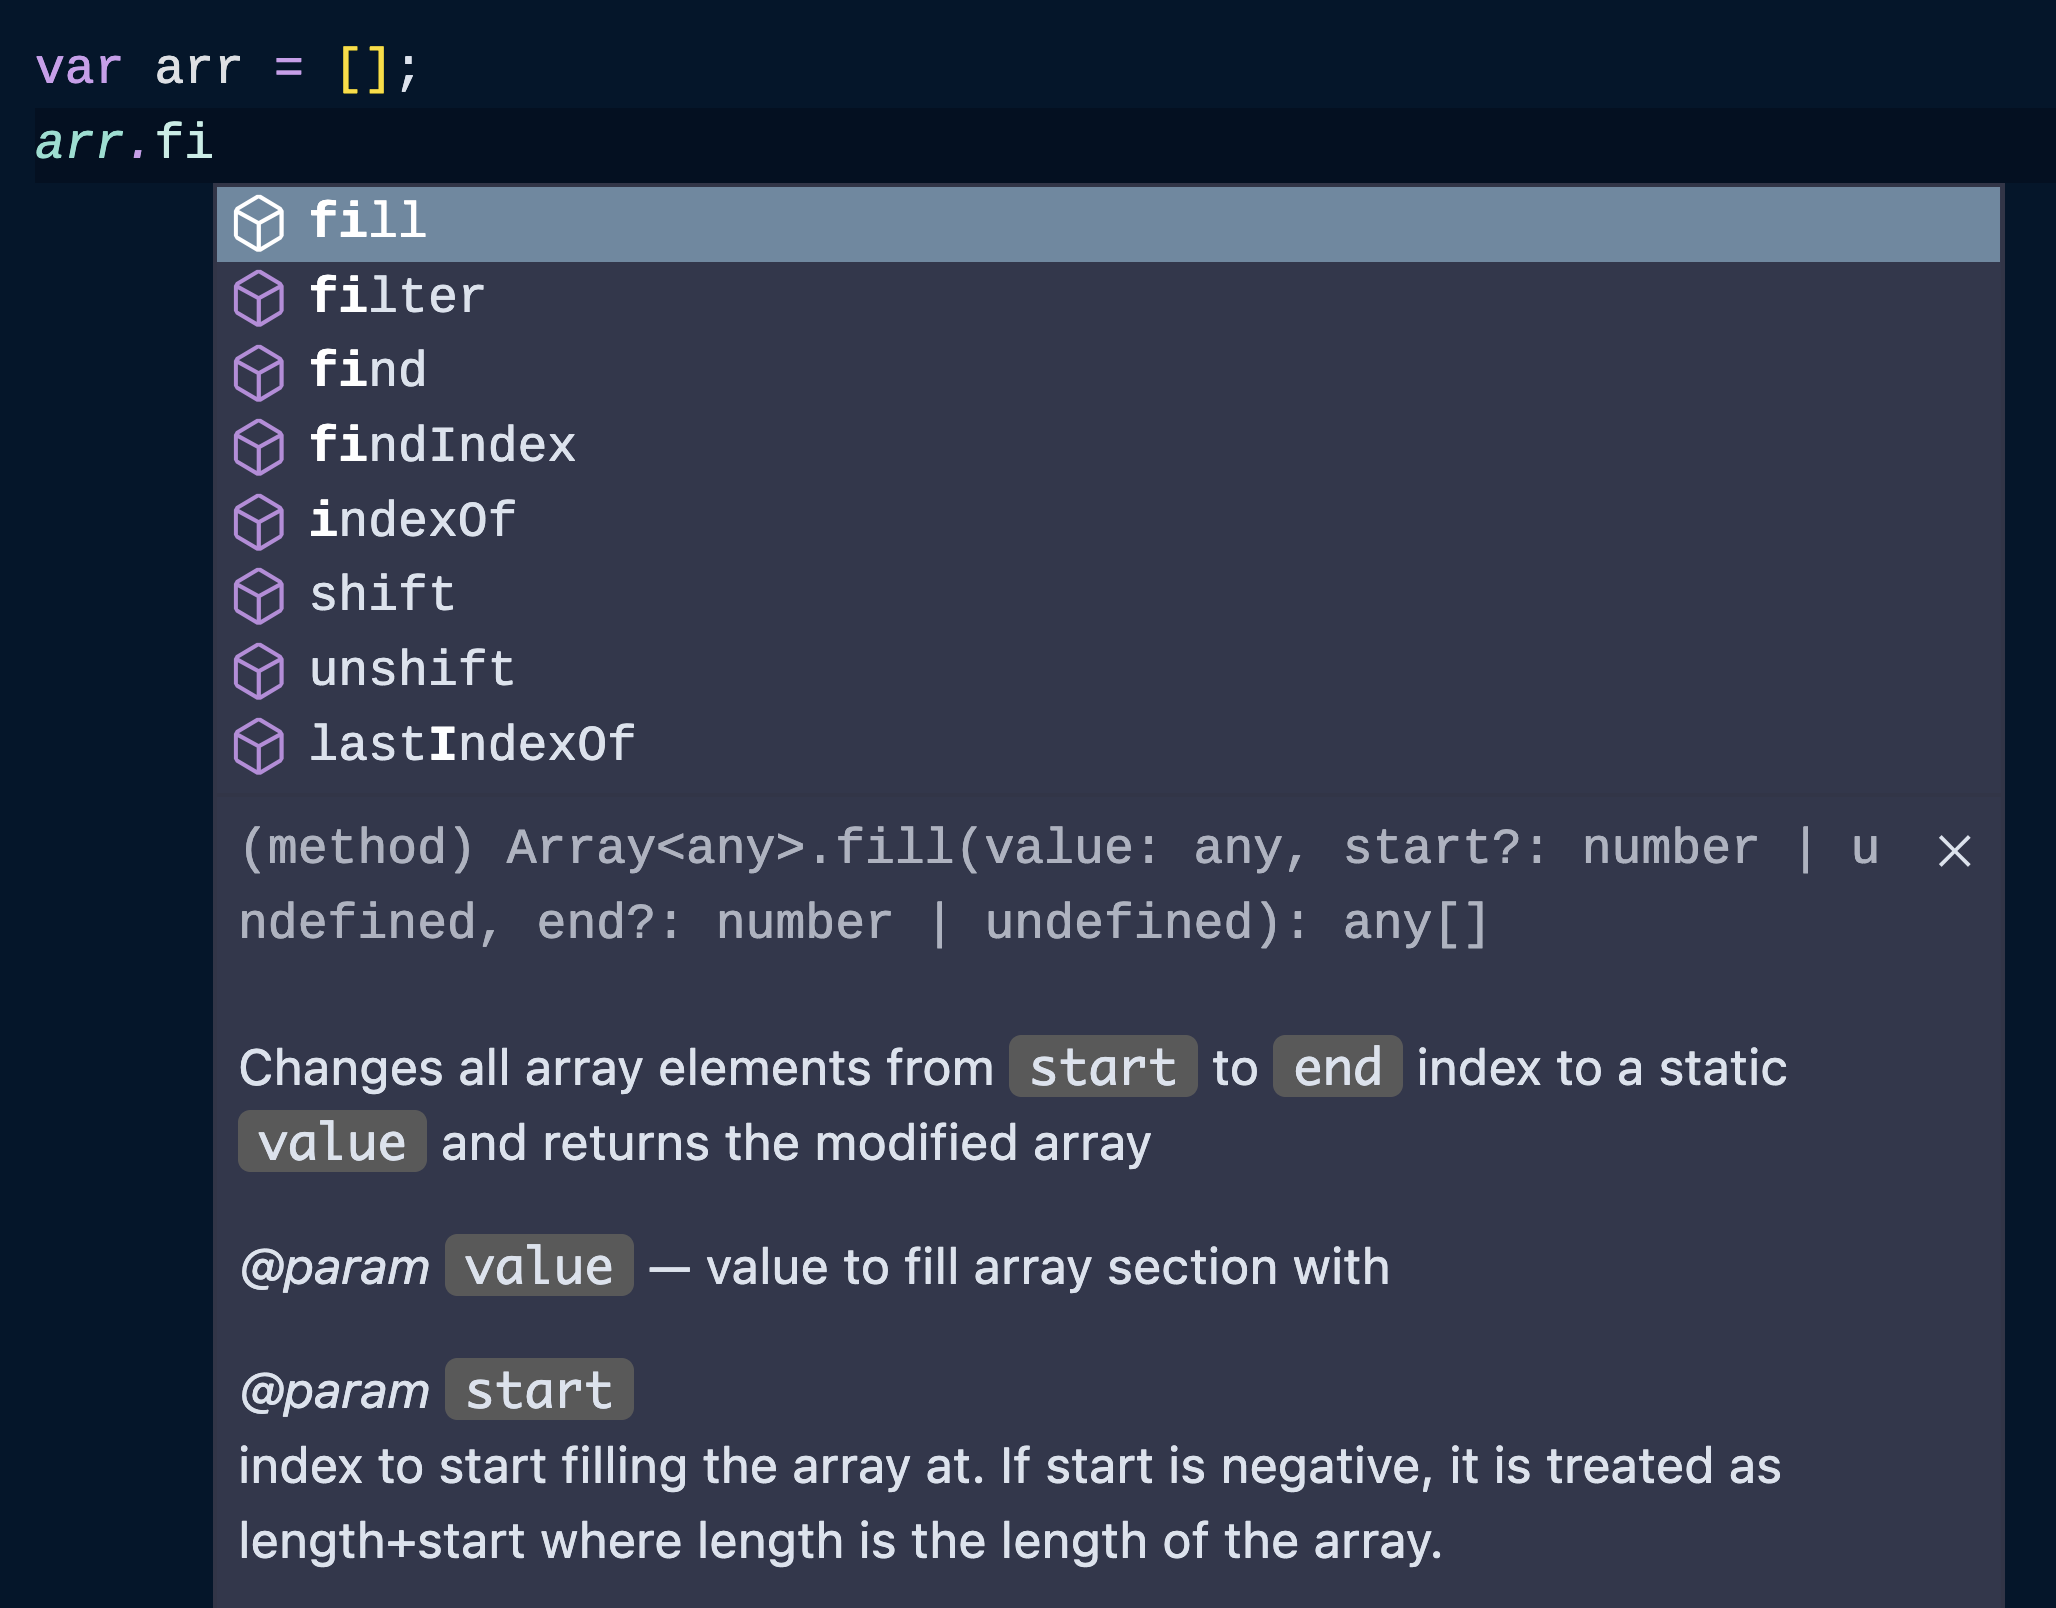 var arr = [];
arr.fi
fill
filter
find
findIndex
indexOf
shift
unshift
lastIndexOf
(method) Array<any>.fill(value: any, start?: number | u
ndefined, end?: number | undefined): any[]
Changes all array elements from start to end index to a static
value and returns the modified array
@param value — value to fill array section with
@param start
index to start filling the array at. If start is negative, it is treated as
length+start where length is the length of the array.